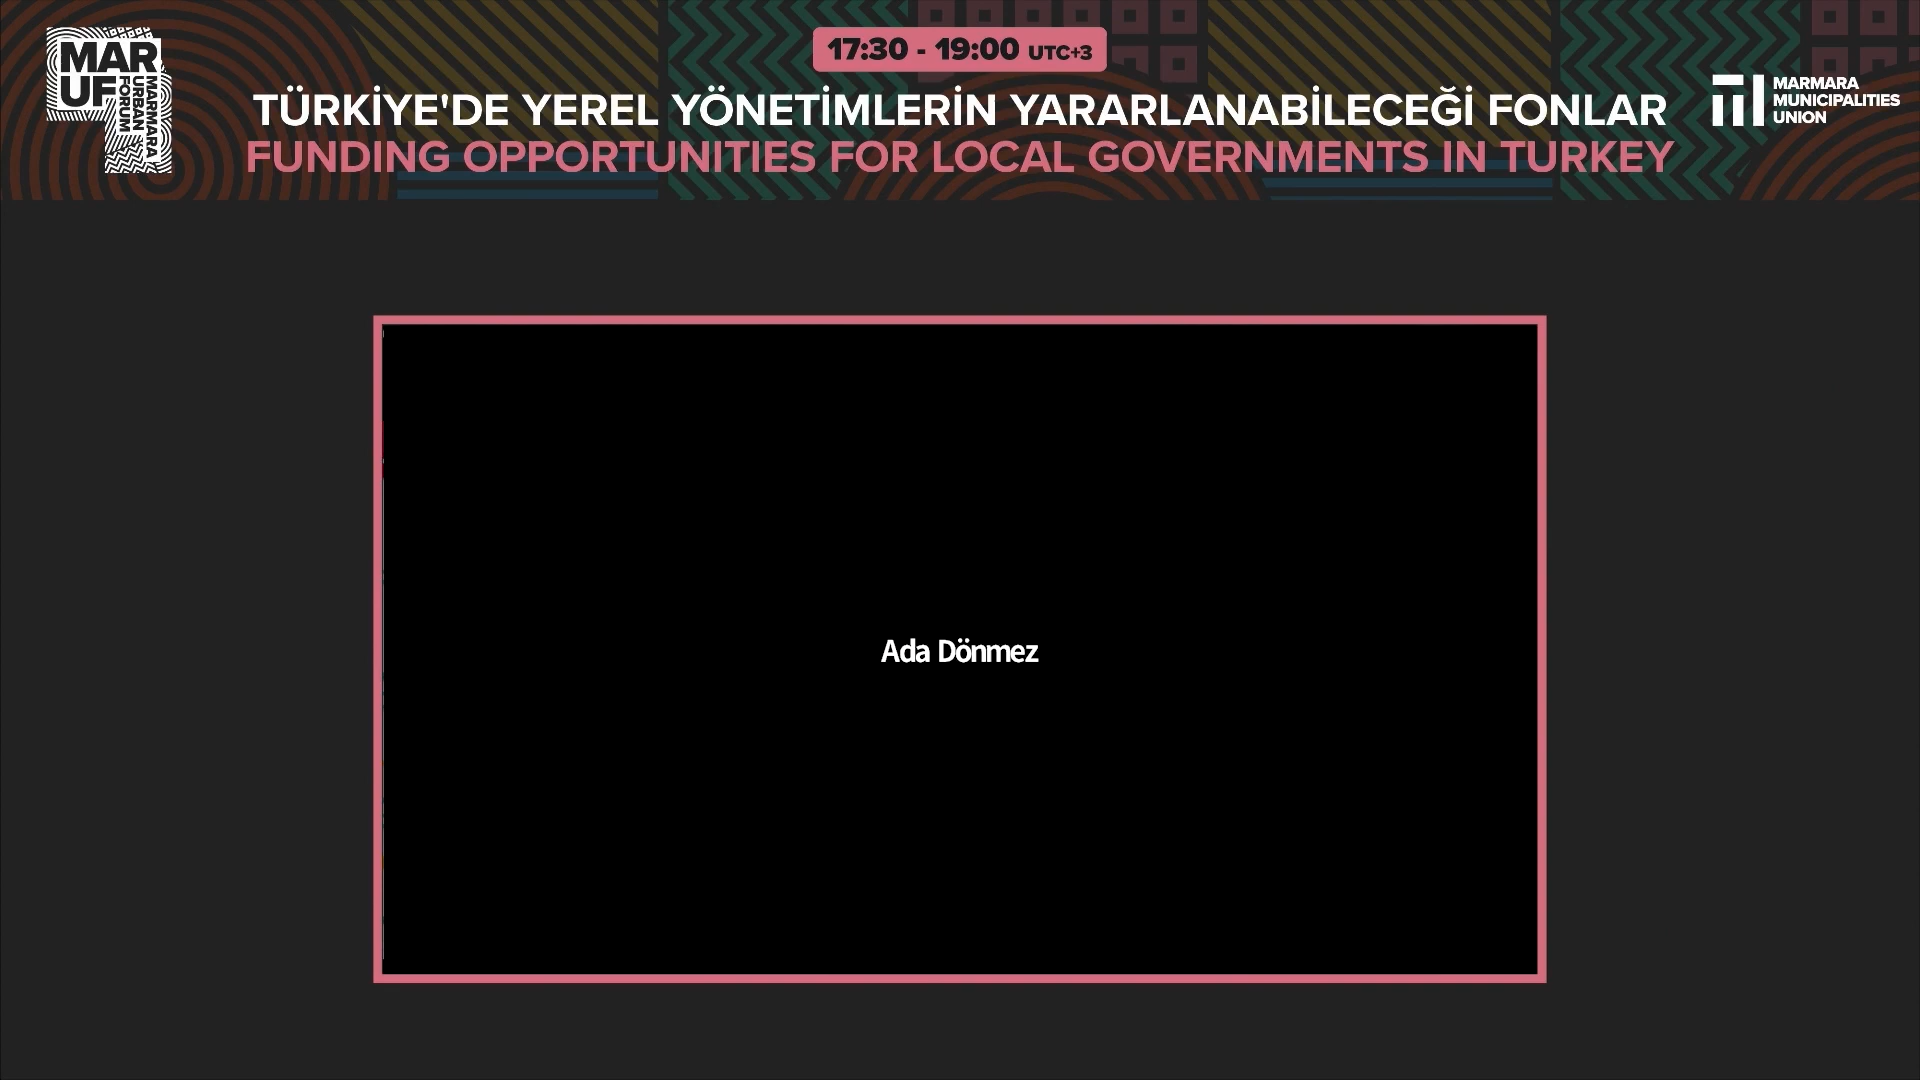 MAR
UF
MARMARA
URBAN
FORUM
17:30 - 19:00 UTC+3
TÜRKİYE'DE YEREL YÖNETİMLERİN YARARLANABİLECEĞİ FONLAR
FUNDING OPPORTUNITIES FOR LOCAL GOVERNMENTS IN TURKEY
MARMARA
MUNICIPALITIES
UNION
Ada Dönmez